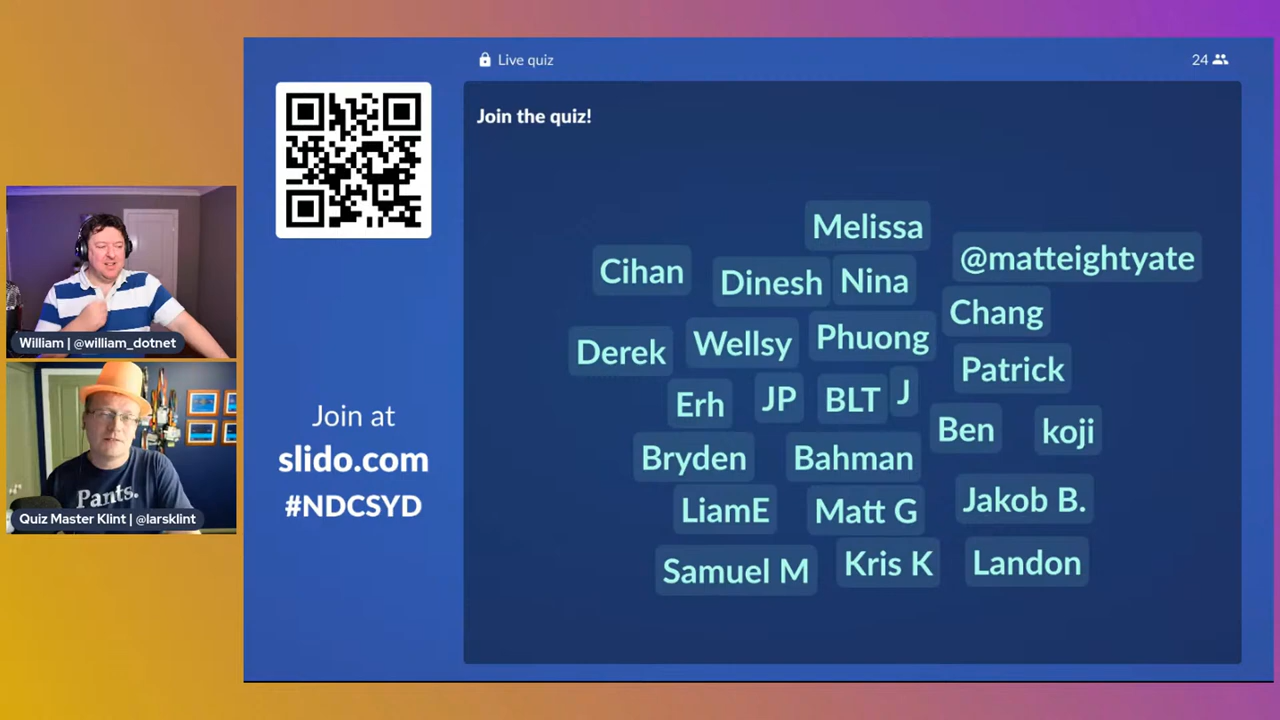 Live quiz
24
Join the quiz!
Melissa
@matteightyate
Cihan
Dinesh
Nina
Chang
Derek
Wellsy
Phuong
Patrick
Erh
JP
BLT
J
Ben
koji
Bryden
Bahman
LiamE
Matt G
Jakob B.
Samuel M
Kris K
Landon
Join at
slido.com
#NDCSYD
William | @william_dotnet
Pants.
Quiz Master Klint | @larsklint